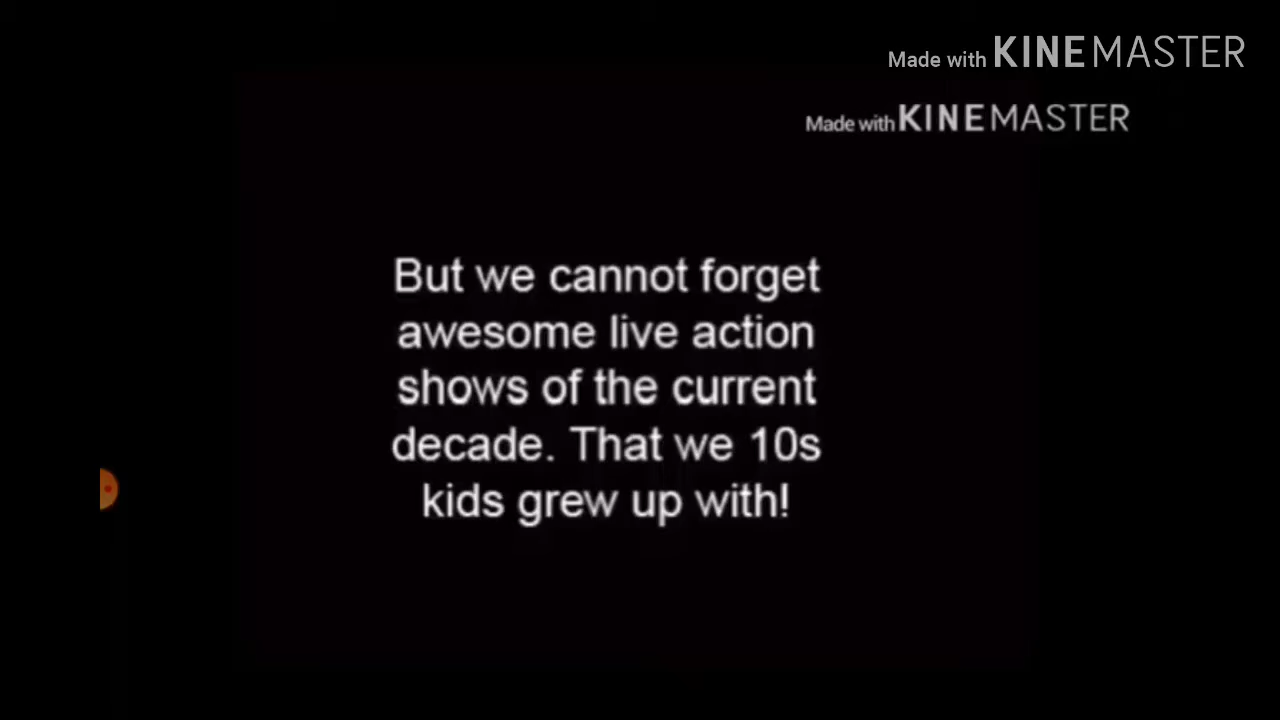 Made with KINEMASTER
Made with KINEMASTER
But we cannot forget
awesome live action
shows of the current
decade. That we 10s
kids grew up with!